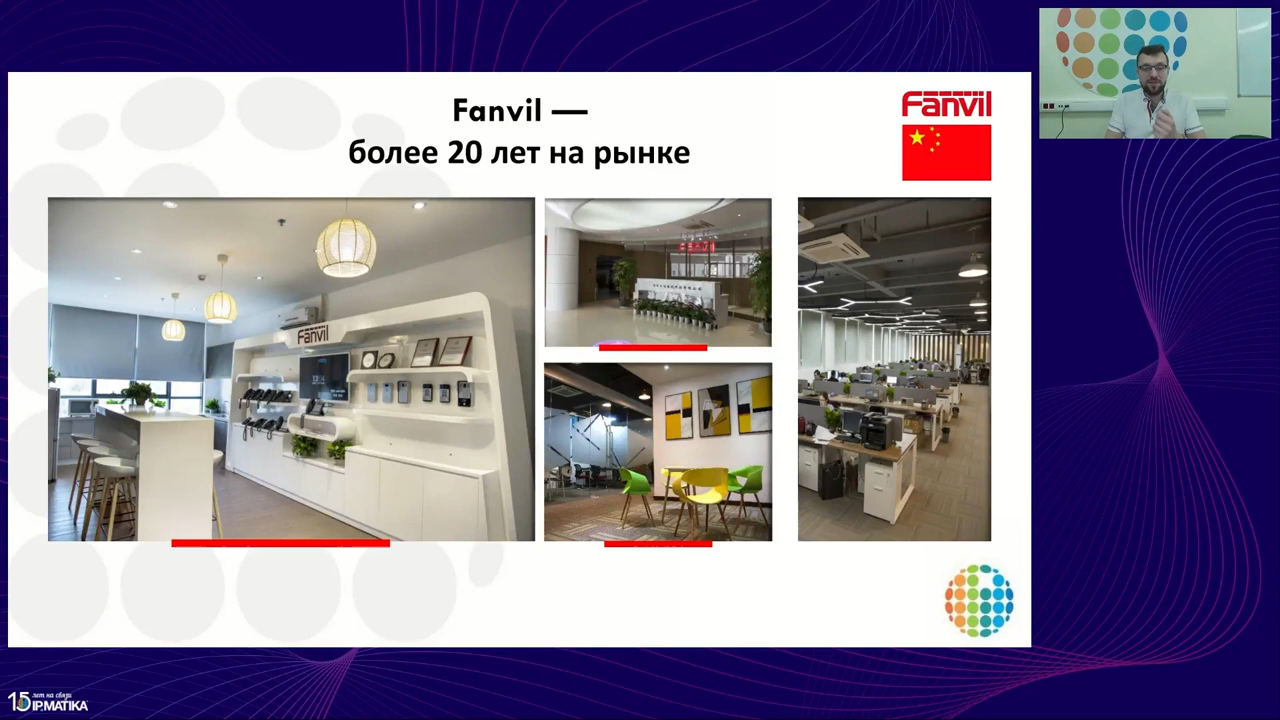 Fanvil —
более 20 лет на рынке
Fanvil
Fanvil
15 лет на связи
IPMATIKA